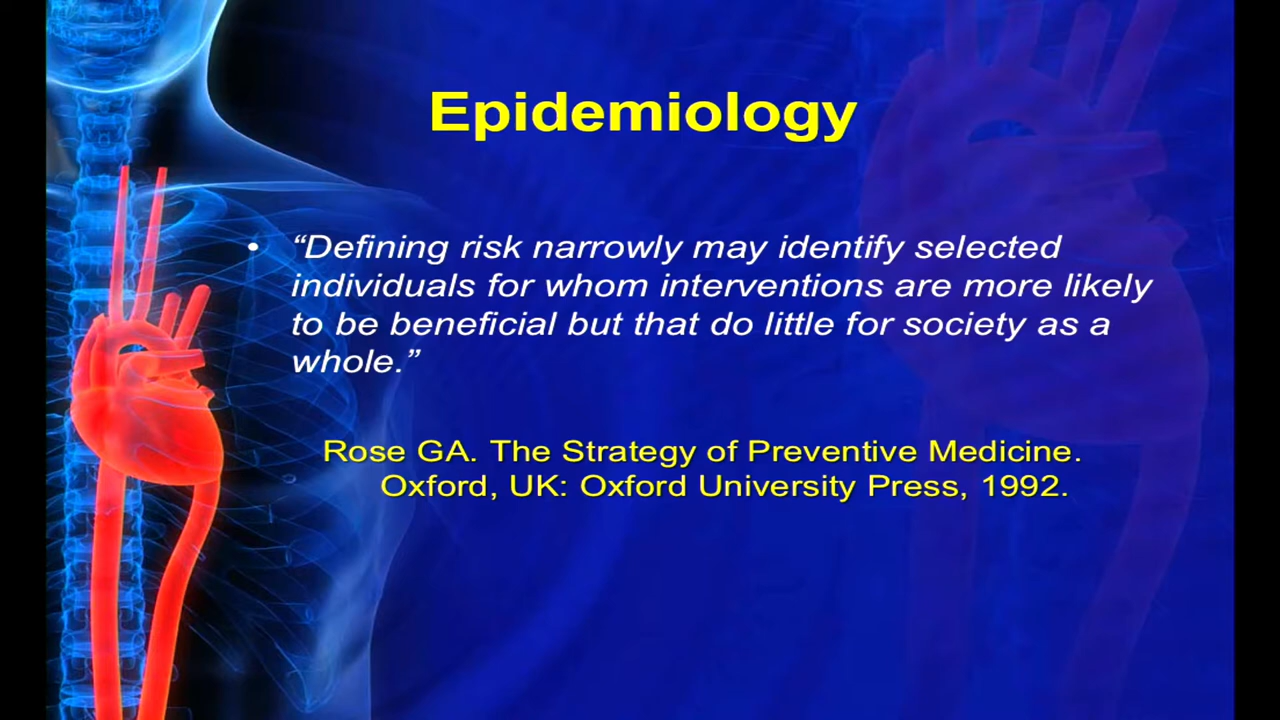 Epidemiology
• “Defining risk narrowly may identify selected
individuals for whom interventions are more likely
to be beneficial but that do little for society as a
whole.”
Rose GA. The Strategy of Preventive Medicine.
Oxford, UK: Oxford University Press, 1992.